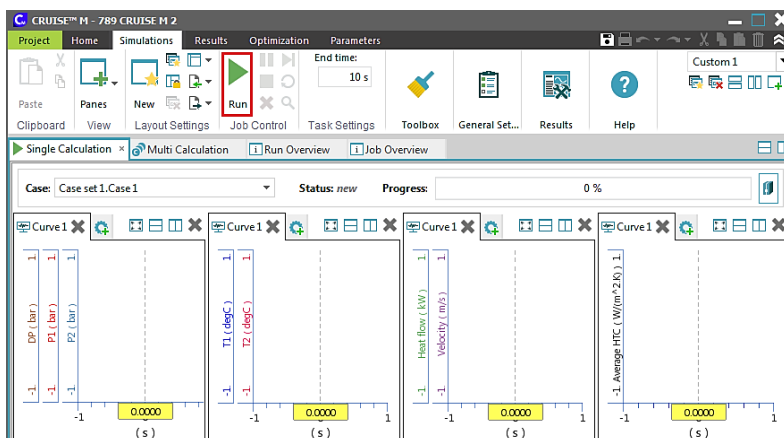 CRUISE™ M - 789 CRUISE M 2
Project Home Simulations Results Optimization Parameters
End time:
10 s
Custom 1
Paste Panes New Run Toolbox General Set... Results Help
Clipboard View Layout Settings Job Control Task Settings
Single Calculation × Multi Calculation Run Overview Job Overview
Case: Case set 1.Case 1 Status: new Progress: 0 %
Curve 1 Curve 1 Curve 1 Curve 1
1 1 1 1 1 1 1 1
DP ( bar )
P1 ( bar )
P2 ( bar )
T1 ( degC )
T2 ( degC )
Heat flow ( kW )
Velocity ( m/s )
Average HTC ( W/(m^2.K) )
-1 -1 -1 -1 -1 -1 -1 -1
-1 0.0000 -1 0.0000 1 -1 0.0000 1 -1 0.0000 1
( s ) ( s ) ( s ) ( s )